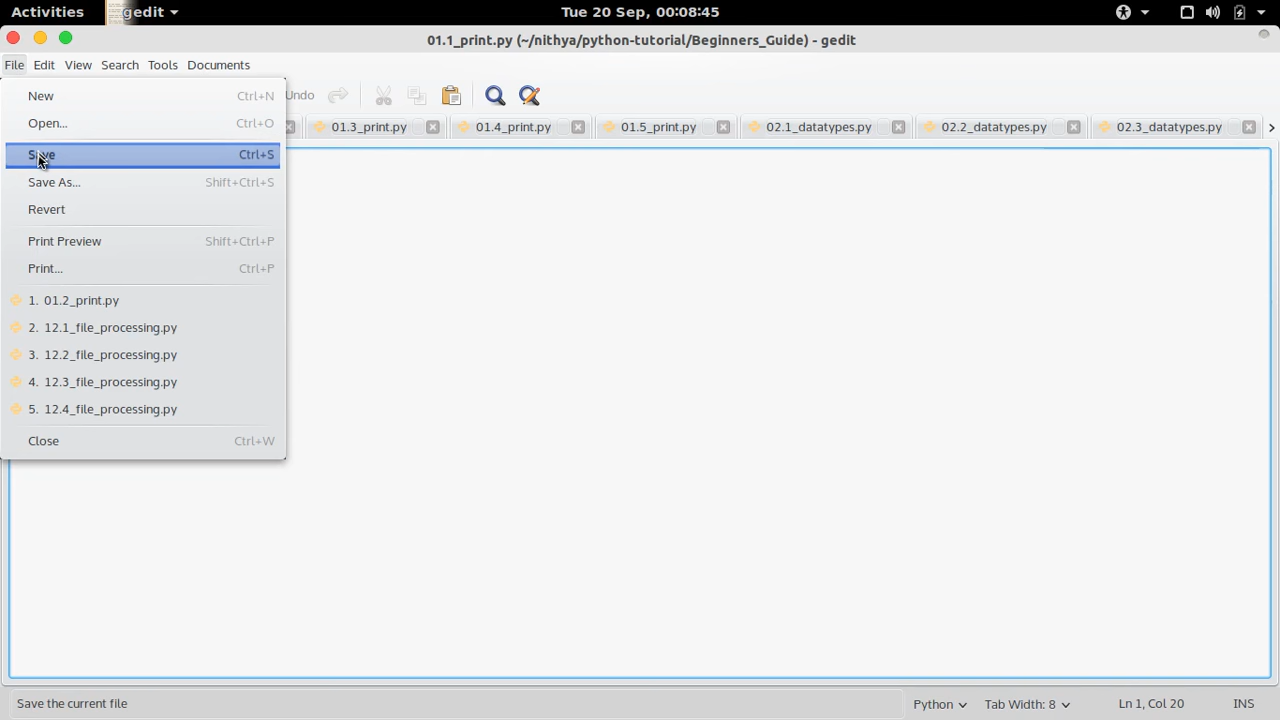 Activities gedit Tue 20 Sep, 00:08:45
01.1_print.py (~/nithya/python-tutorial/Beginners_Guide) - gedit
File Edit View Search Tools Documents
New Ctrl+N Undo
Open... Ctrl+O 01.3_print.py 01.4_print.py 01.5_print.py 02.1_datatypes.py 02.2_datatypes.py 02.3_datatypes.py
Save Ctrl+S
Save As... Shift+Ctrl+S
Revert
Print Preview Shift+Ctrl+P
Print... Ctrl+P
1. 01.2_print.py
2. 12.1_file_processing.py
3. 12.2_file_processing.py
4. 12.3_file_processing.py
5. 12.4_file_processing.py
Close Ctrl+W
Save the current file Python Tab Width: 8 Ln 1, Col 20 INS